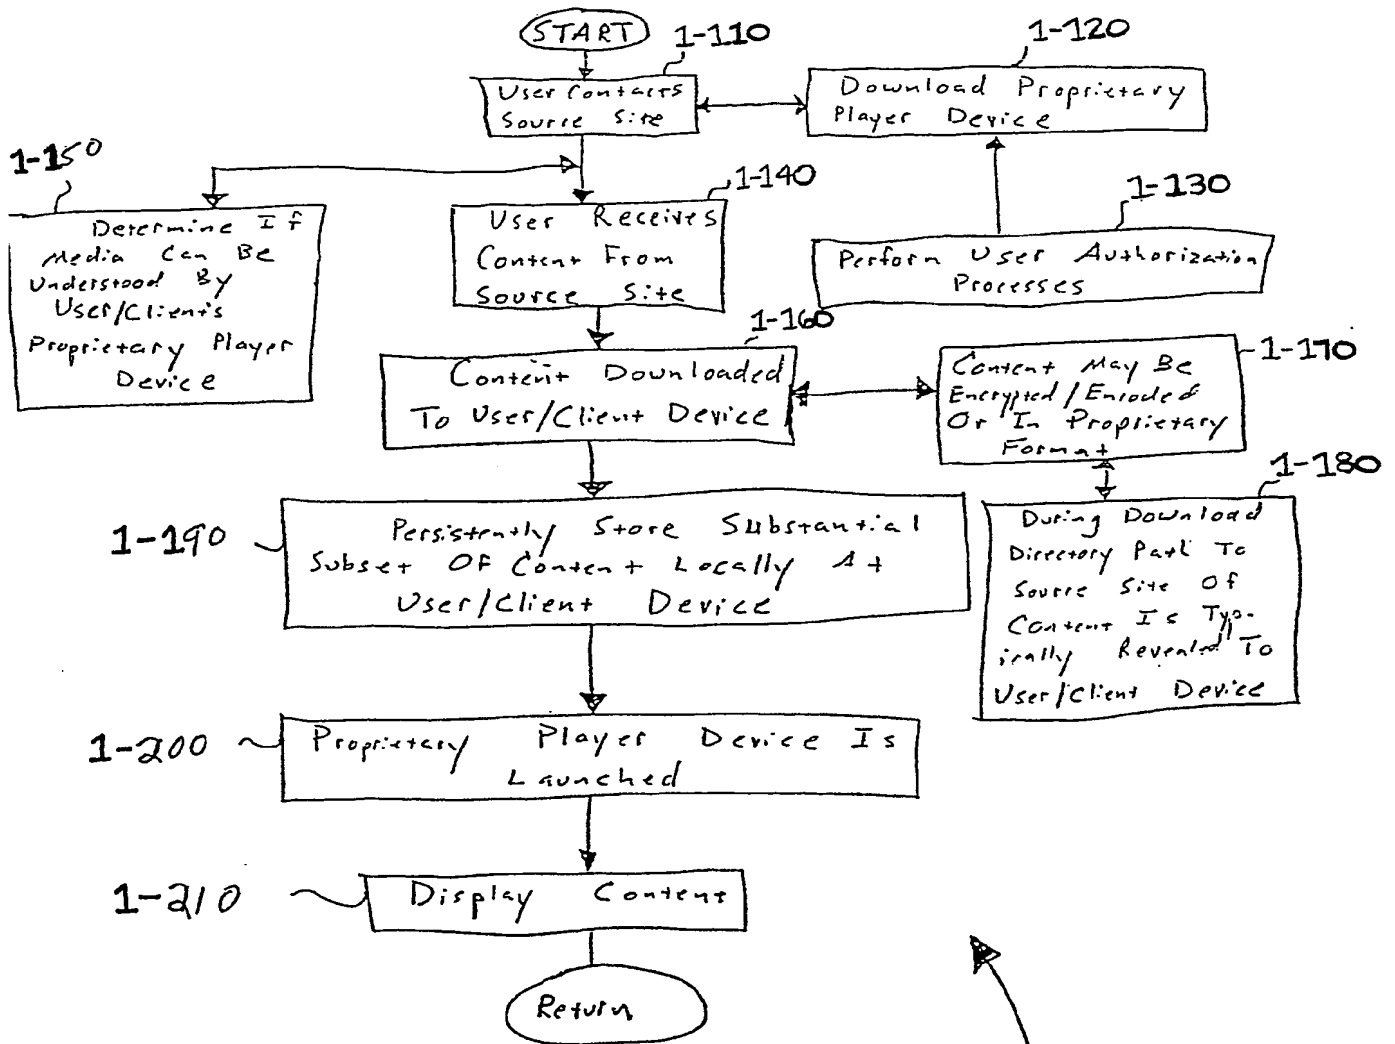 START
1-110
User Contacts
Source Site
1-120
Download Proprietary
Player Device
1-150
Determine If
Media Can Be
Understood By
User/Client's
Proprietary Player
Device
1-140
User Receives
Content From
Source Site
1-130
Perform User Authorization
Processes
1-160
Content Downloaded
To User/Client Device
1-170
Content May Be
Encrypted/Encoded
Or In Proprietary
Format
1-180
During Download
Directory Path To
Source Site Of
Content Is Typ-
ically Revealed To
User/Client Device
1-190
Persistently Store Substantial
Subset Of Content Locally At
User/Client Device
1-200
Proprietary Player Device Is
Launched
1-210
Display Content
Return